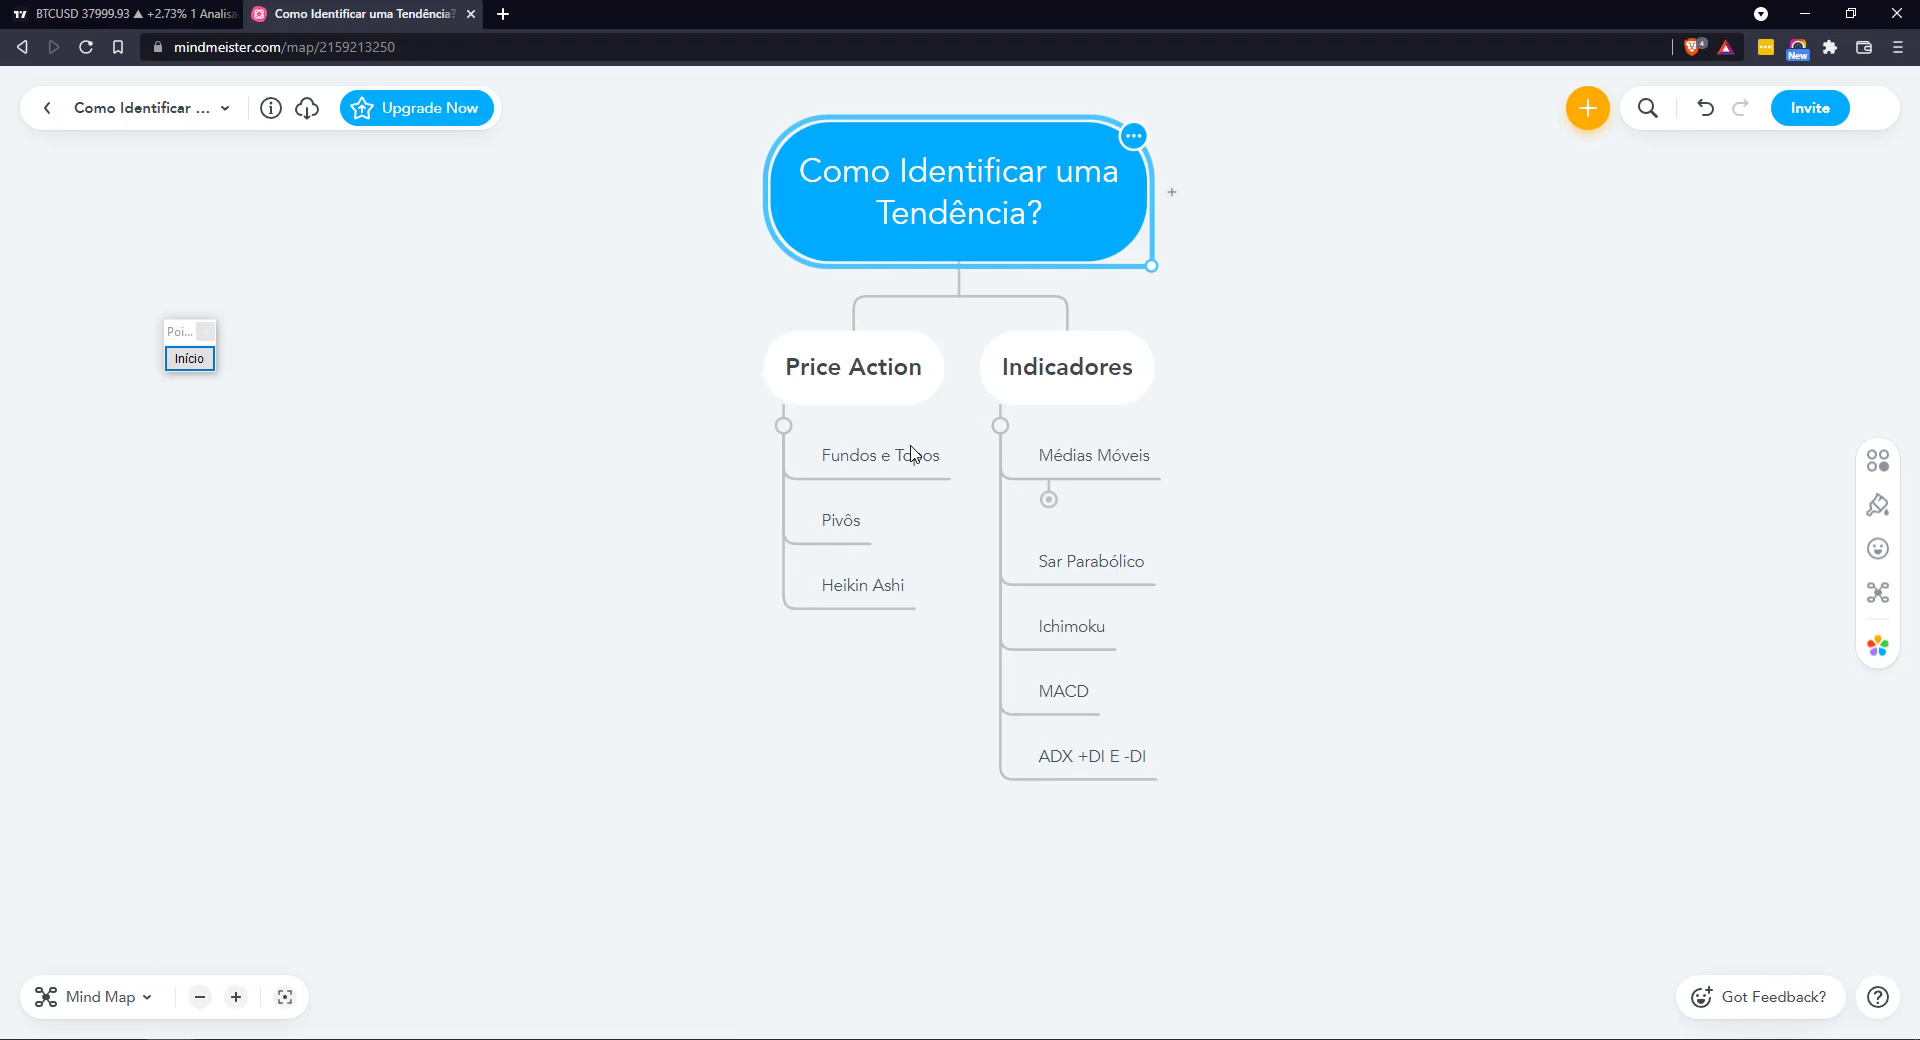 BTCUSD 37999.93 ▲ +2.73% 1 Analisa
Como Identificar uma Tendência?
mindmeister.com/map/2159213250
4
New
Como Identificar ...
Upgrade Now
Invite
Como Identificar uma
Tendência?
Poi...
Início
Price Action
Indicadores
Fundos e Topos
Médias Móveis
Pivôs
Sar Parabólico
Heikin Ashi
Ichimoku
MACD
ADX +DI E -DI
Mind Map
Got Feedback?